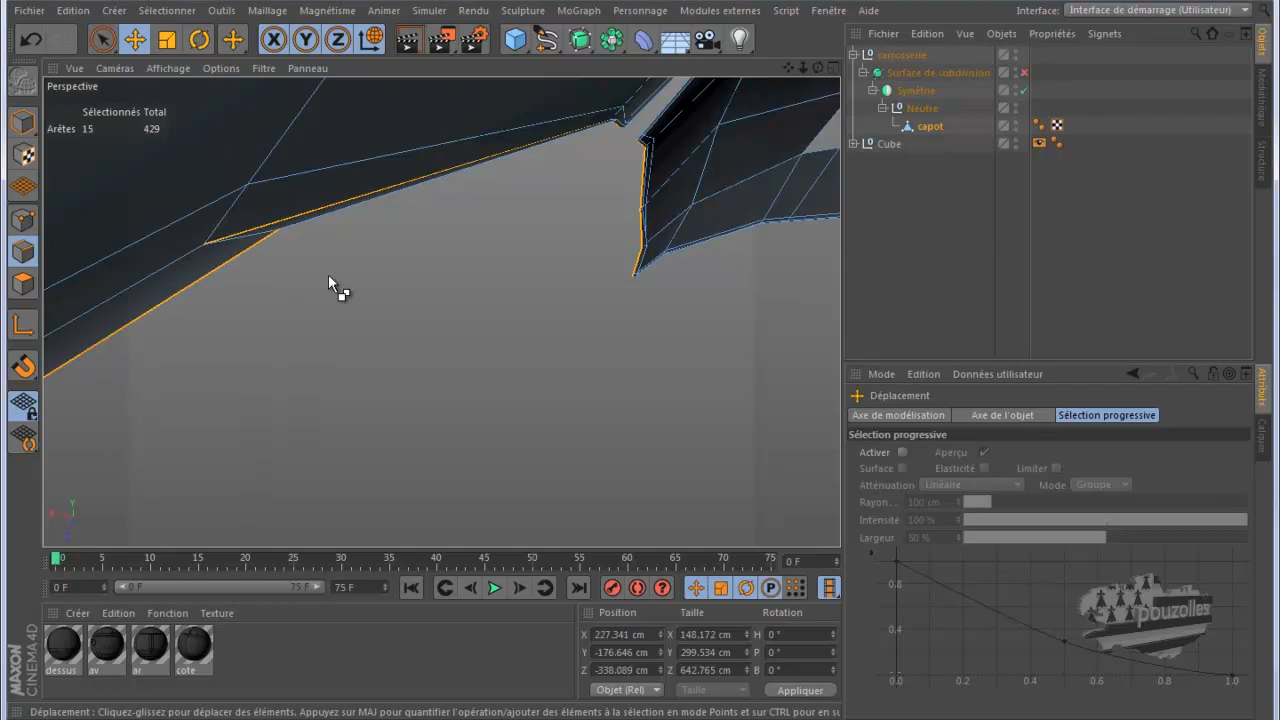 Fichier Edition Créer Sélectionner Outils Maillage Magnétisme Animer Simuler Rendu Sculpture MoGraph Personnage Modules externes Script Fenêtre Aide Interface: Interface de démarrage (Utilisateur)
Vue Caméras Affichage Options Filtre Panneau
Fichier Edition Vue Objets Propriétés Signets
Objets
Médiathèque
Structure
carrosserie
Surface de subdivision
Symétrie
Neutre
capot
Cube
Perspective
Sélectionnés Total
Arêtes 15 429
Y
X
Z
Mode Edition Données utilisateur
Attributs
Calques
Déplacement
Axe de modélisation Axe de l'objet Sélection progressive
Sélection progressive
Activer Aperçu
Surface Elasticité Limiter
Atténuation Linéaire Mode Groupe
Rayon . . 100 cm
Intensité 100 %
Largeur 50 %
0.8
0.4
0.0 0.2 0.4 0.6 0.8 1.0
pouzolles
0 5 10 15 20 25 30 35 40 45 50 55 60 65 70 75 0 F
0 F 0 F 75 F 75 F
Créer Edition Fonction Texture
dessus av ar cote
Position Taille Rotation
X 227.341 cm X 148.172 cm H 0 °
Y -176.646 cm Y 299.534 cm P 0 °
Z -338.089 cm Z 642.765 cm B 0 °
Objet (Rel) Taille Appliquer
MAXON
CINEMA 4D
Déplacement : Cliquez-glissez pour déplacer des éléments. Appuyez sur MAJ pour quantifier l'opération/ajouter des éléments à la sélection en mode Points et sur CTRL pour en su